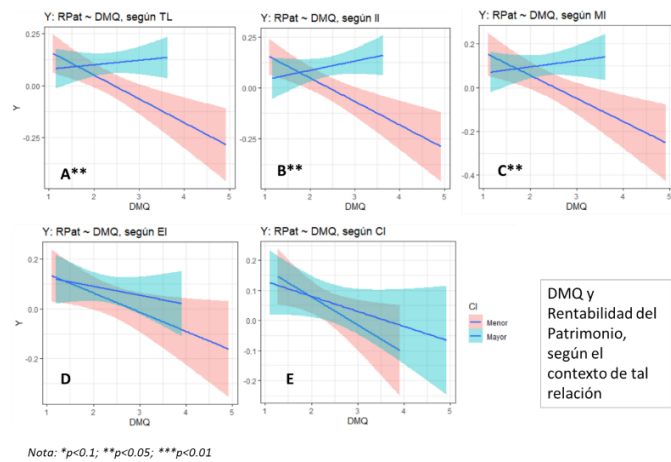 Y: RPat ~ DMQ, según TL
0.25
0.00
Y
-0.25
A**
1 2 3 4 5
DMQ
Y: RPat ~ DMQ, según II
0.25
0.00
-0.25
B**
1 2 3 4 5
DMQ
Y: RPat ~ DMQ, según MI
0.2
0.0
-0.2
-0.4
C**
1 2 3 4 5
DMQ
Y: RPat ~ DMQ, según EI
0.2
0.0
Y
-0.2
D
1 2 3 4 5
DMQ
Y: RPat ~ DMQ, según CI
0.2
0.1
0.0
-0.1
-0.2
E
1 2 3 4 5
DMQ
CI
Menor
Mayor
DMQ y
Rentabilidad del
Patrimonio,
según el
contexto de tal
relación
Nota: *p<0.1; **p<0.05; ***p<0.01